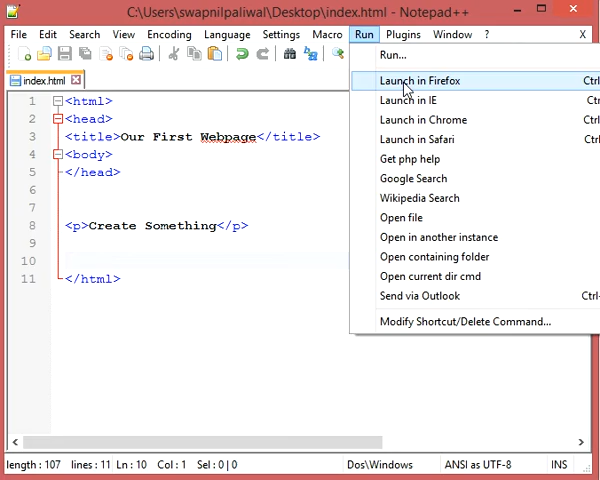 C:\Users\swapnilpaliwal\Desktop\index.html - Notepad++
File Edit Search View Encoding Language Settings Macro Run Plugins Window ? X
index.html
1 <html>
2 <head>
3 <title>Our First Webpage</title>
4 <body>
5 </head>
6
7
8 <p>Create Something</p>
9
10
11 </html>
Run...
Launch in Firefox Ctrl
Launch in IE Ctr
Launch in Chrome Ctrl
Launch in Safari Ctrl
Get php help
Google Search
Wikipedia Search
Open file
Open in another instance
Open containing folder
Open current dir cmd
Send via Outlook Ctrl-
Modify Shortcut/Delete Command...
length : 107 lines : 11 Ln : 10 Col : 1 Sel : 0 | 0 Dos\Windows ANSI as UTF-8 INS